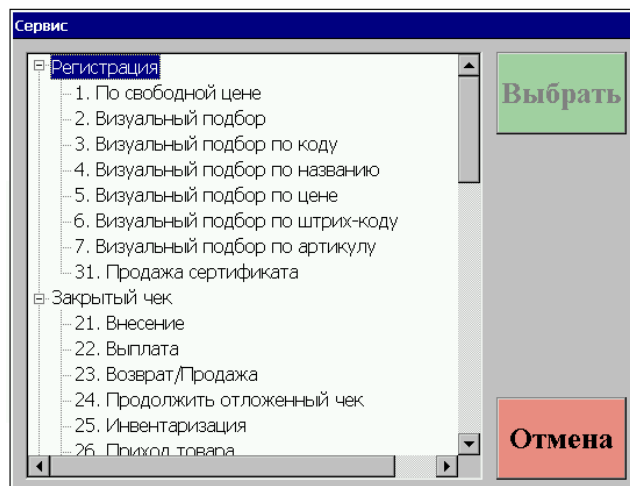 Сервис
Регистрация
1. По свободной цене
2. Визуальный подбор
3. Визуальный подбор по коду
4. Визуальный подбор по названию
5. Визуальный подбор по цене
6. Визуальный подбор по штрих-коду
7. Визуальный подбор по артикулу
31. Продажа сертификата
Закрытый чек
21. Внесение
22. Выплата
23. Возврат/Продажа
24. Продолжить отложенный чек
25. Инвентаризация
26. Приход товара
Выбрать
Отмена